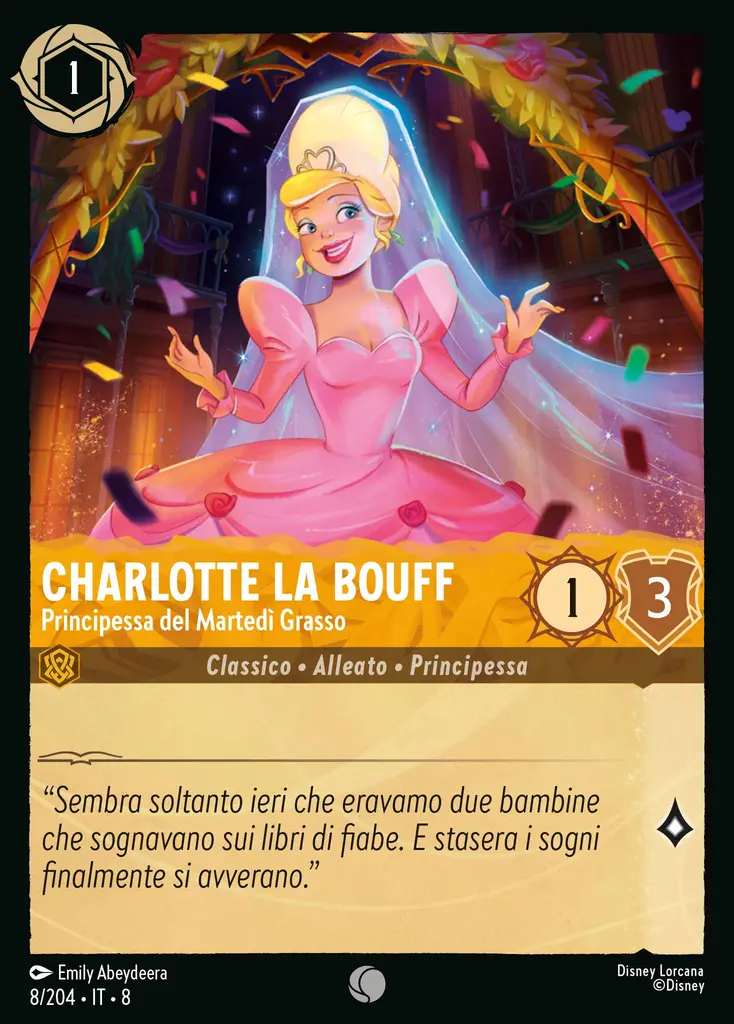 1
CHARLOTTE LA BOUFF
Principessa del Martedì Grasso
1
3
Classico • Alleato • Principessa
“Sembra soltanto ieri che eravamo due bambine
che sognavano sui libri di fiabe. E stasera i sogni
finalmente si avverano.”
Emily Abeydeera
8/204 • IT • 8
Disney Lorcana
©Disney